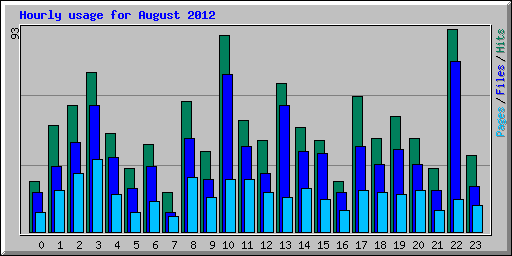 Hourly usage for August 2012
93
Pages/Files/Hits
0 1 2 3 4 5 6 7 8 9 10 11 12 13 14 15 16 17 18 19 20 21 22 23